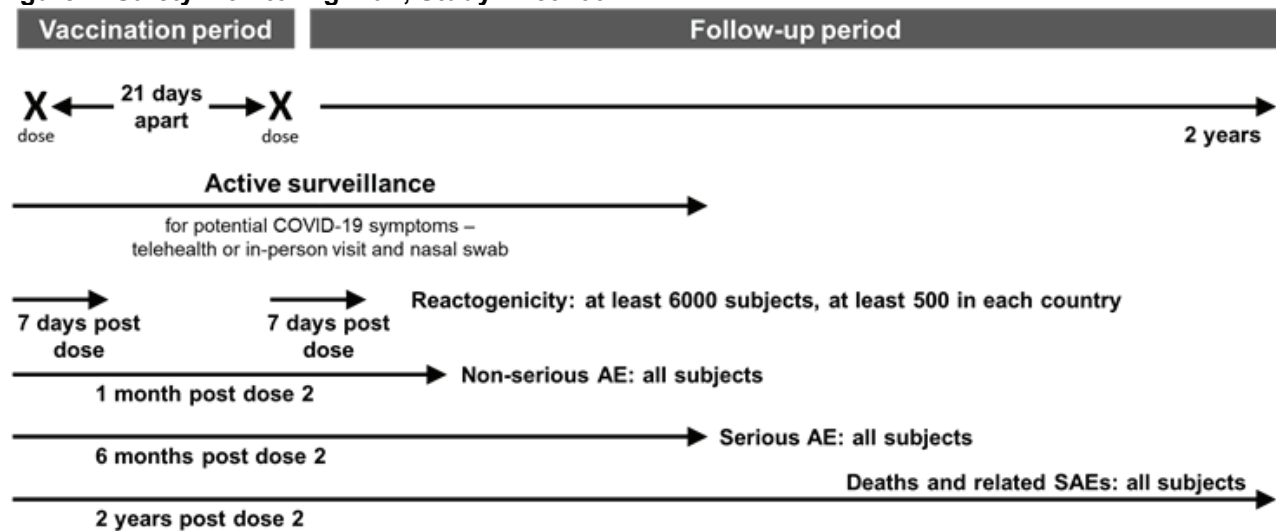 Vaccination period
Follow-up period
X
21 days
apart
X
dose
dose
2 years
Active surveillance
for potential COVID-19 symptoms –
telehealth or in-person visit and nasal swab
Reactogenicity: at least 6000 subjects, at least 500 in each country
7 days post
dose
7 days post
dose
Non-serious AE: all subjects
1 month post dose 2
Serious AE: all subjects
6 months post dose 2
Deaths and related SAEs: all subjects
2 years post dose 2